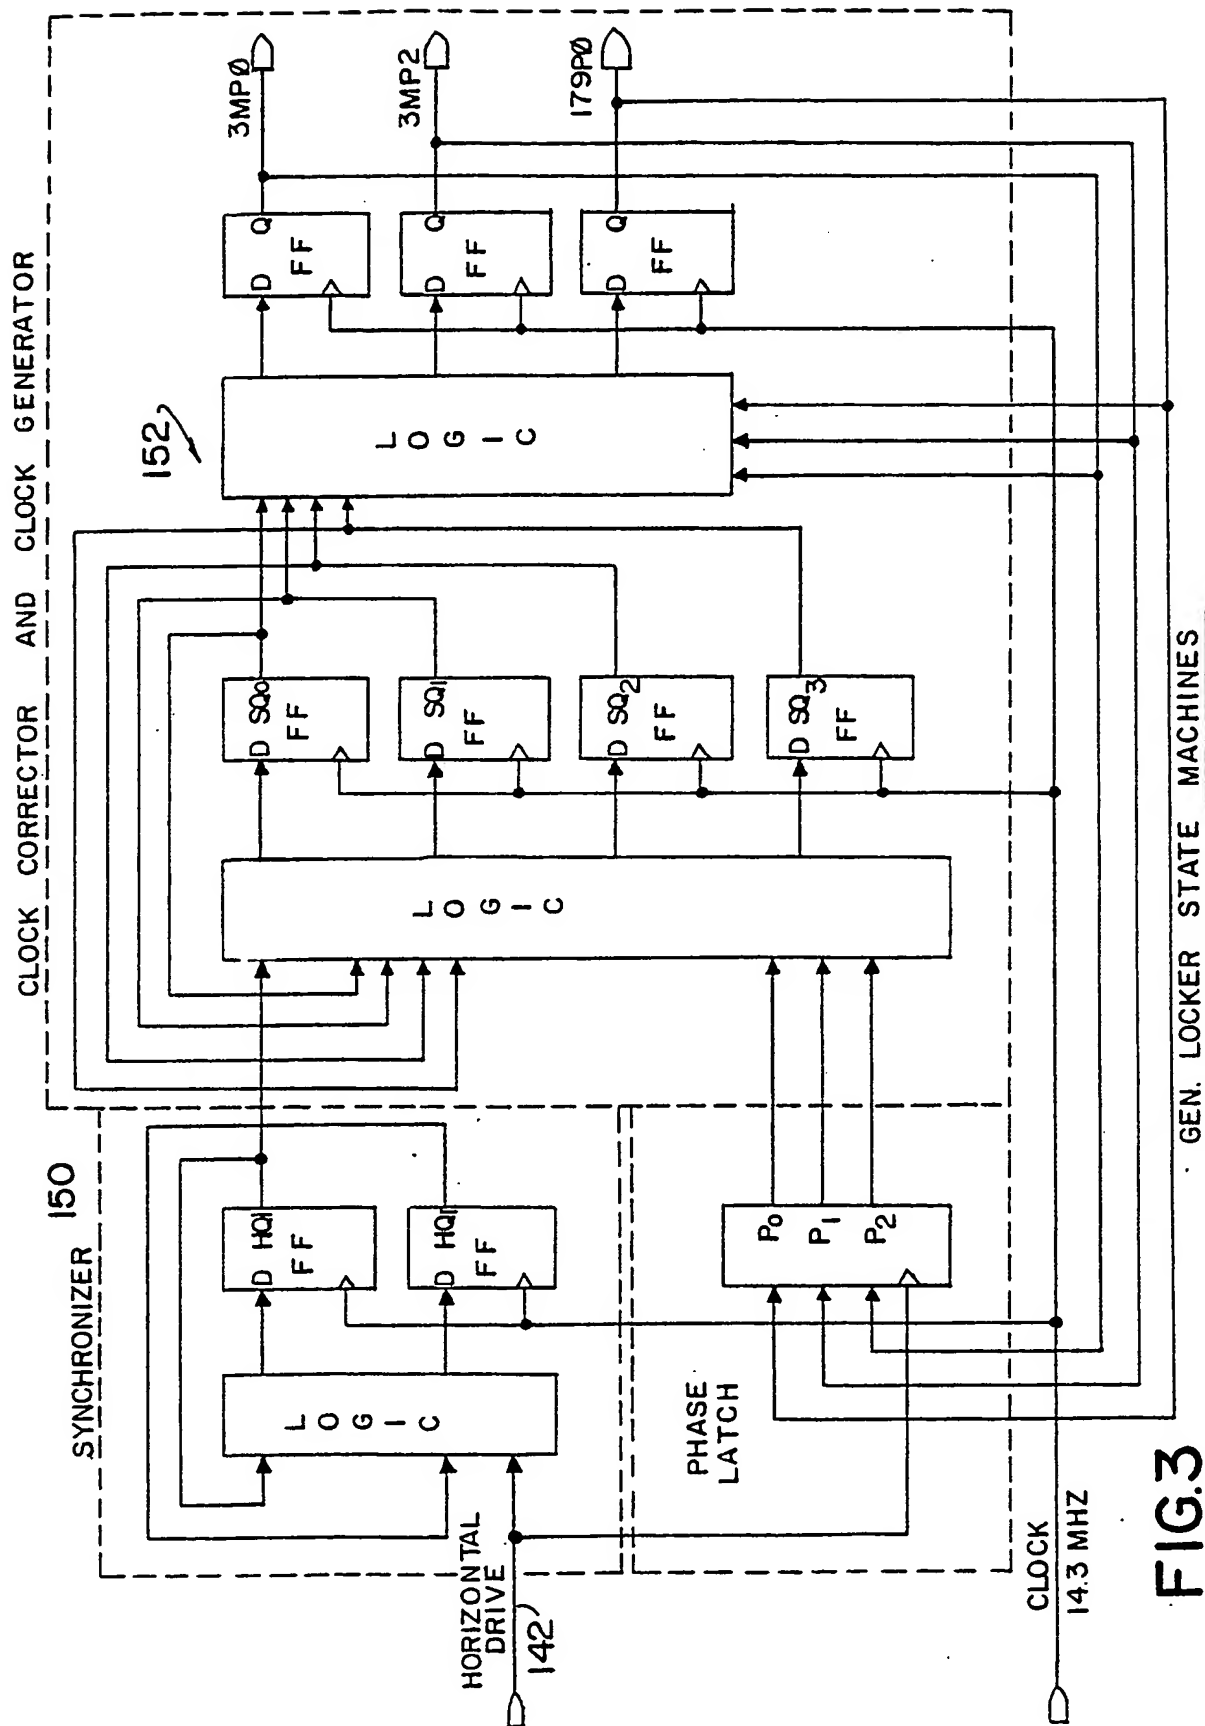 CLOCK CORRECTOR AND CLOCK GENERATOR
SYNCHRONIZER
150
152
3MPØ
3MP2
179PØ
LOGIC
D HQ1
FF
D HQ1
FF
LOGIC
D SQ0
FF
D SQ1
FF
D SQ2
FF
D SQ3
FF
LOGIC
D Q
FF
D Q
FF
D Q
FF
PHASE
LATCH
P0
P1
P2
HORIZONTAL
DRIVE
142
CLOCK
14.3 MHZ
GEN. LOCKER STATE MACHINES
FIG.3